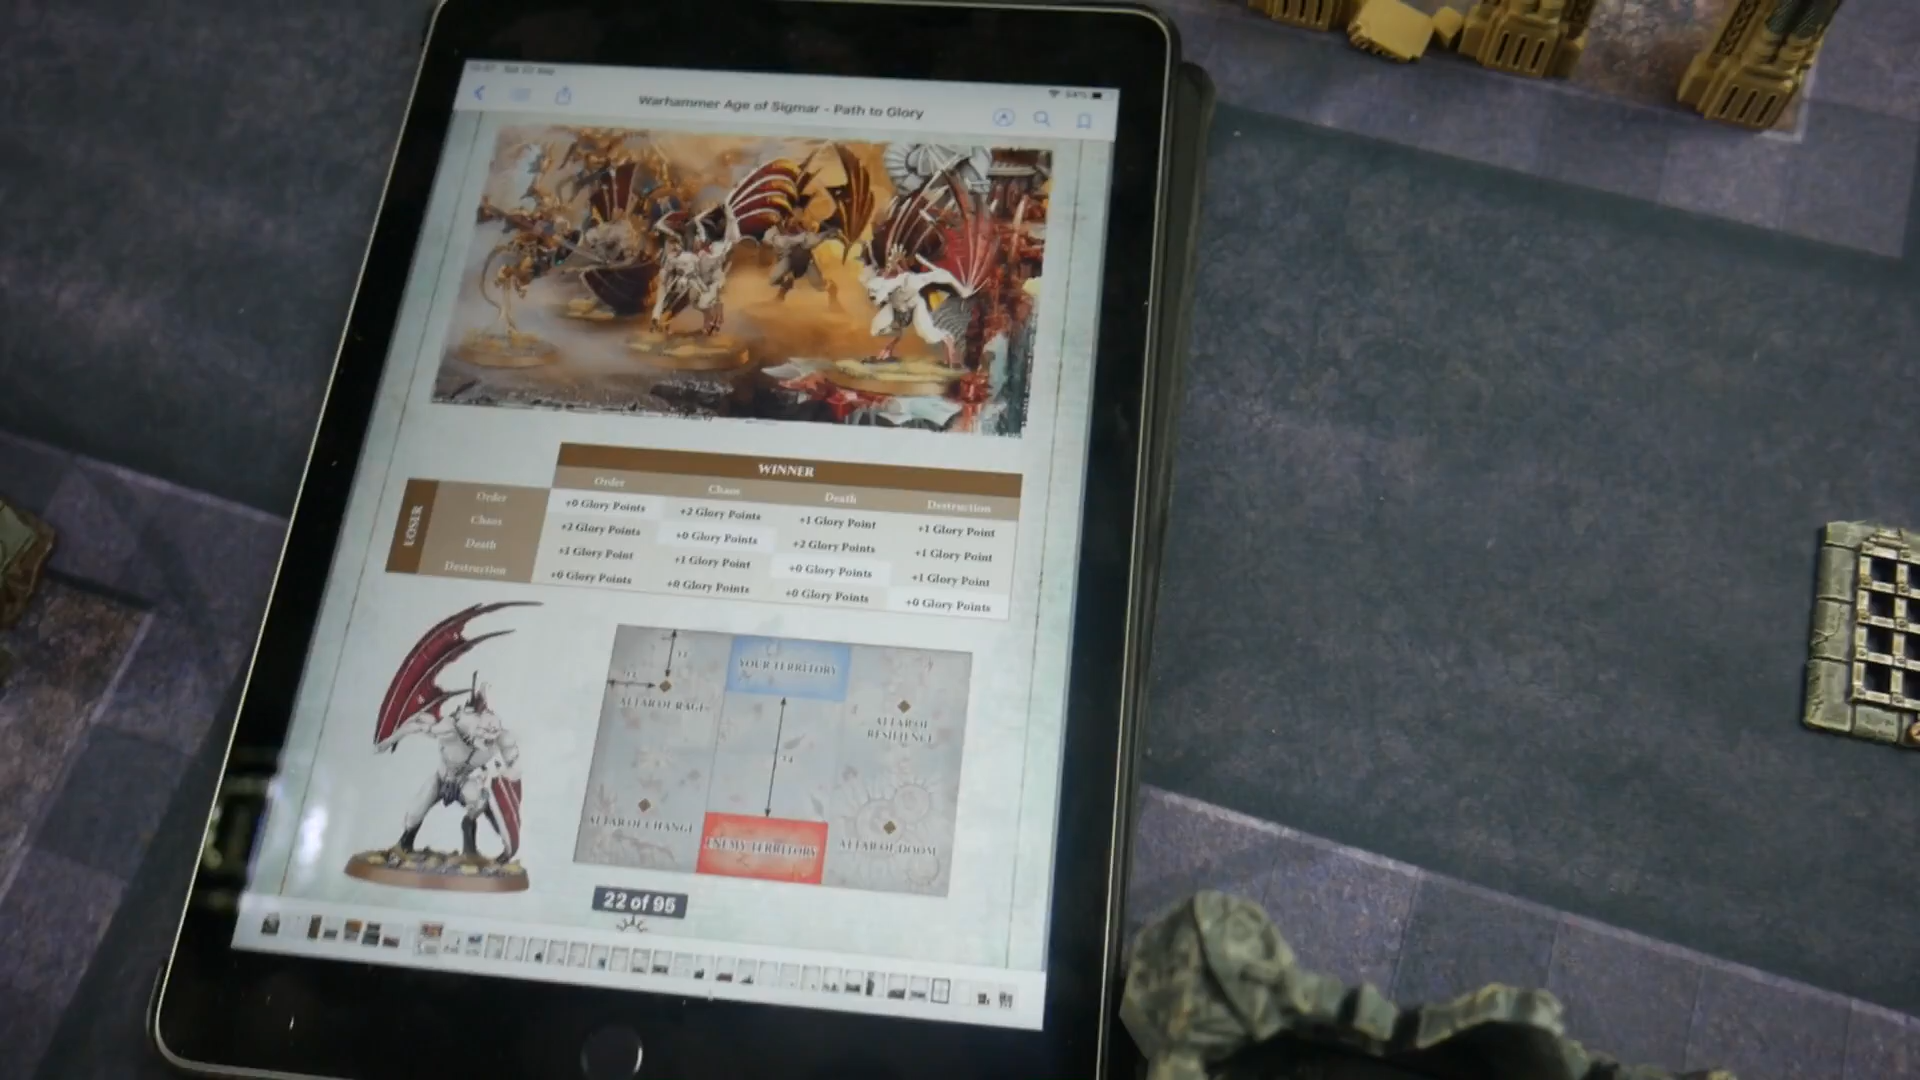 Warhammer Age of Sigmar - Path to Glory
WINNER
Order Chaos Death Destruction
LOSER
Order +0 Glory Points +2 Glory Points +1 Glory Point +1 Glory Point
Chaos +2 Glory Points +0 Glory Points +2 Glory Points +1 Glory Point
Death +1 Glory Point +1 Glory Point +0 Glory Points +1 Glory Point
Destruction +0 Glory Points +0 Glory Points +0 Glory Points +0 Glory Points
YOUR TERRITORY
ALTAR OF RAGE
ALTAR OF
RESILIENCE
ALTAR OF CHANGE
ENEMY TERRITORY
ALTAR OF DOOM
22 of 95